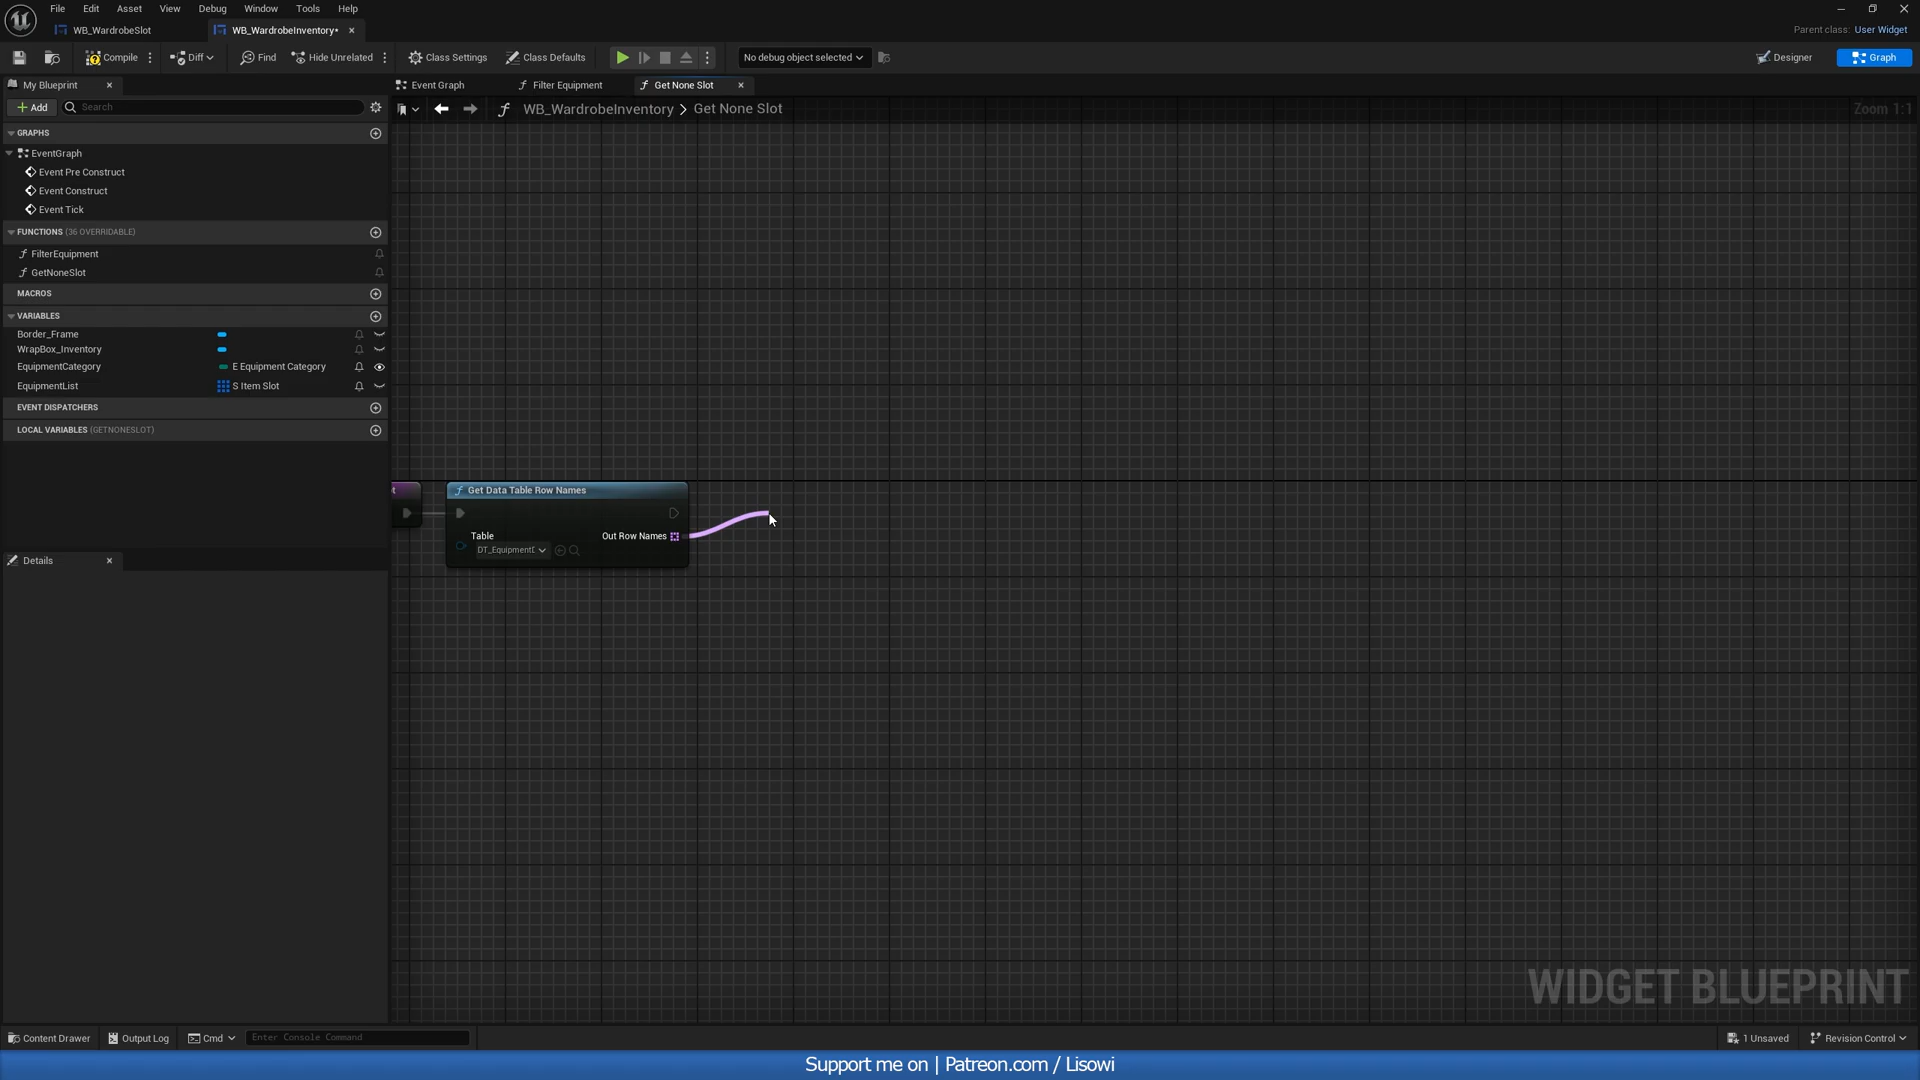 File Edit Asset View Debug Window Tools Help
WB_WardrobeSlot WB_WardrobeInventory•
Parent class: User Widget
Compile Diff Find Hide Unrelated Class Settings Class Defaults No debug object selected Designer Graph
My Blueprint Event Graph Filter Equipment Get None Slot
Add Search
WB_WardrobeInventory > Get None Slot Zoom 1:1
GRAPHS
EventGraph
Event Pre Construct
Event Construct
Event Tick
FUNCTIONS (36 OVERRIDABLE)
FilterEquipment
GetNoneSlot
MACROS
VARIABLES
Border_Frame
WrapBox_Inventory
EquipmentCategory E Equipment Category
EquipmentList S Item Slot
EVENT DISPATCHERS
LOCAL VARIABLES (GETNONESLOT)
t Get Data Table Row Names
Table Out Row Names
DT_Equipment
Details
WIDGET BLUEPRINT
Content Drawer Output Log Cmd Enter Console Command 1 Unsaved Revision Control
Support me on | Patreon.com / Lisowi